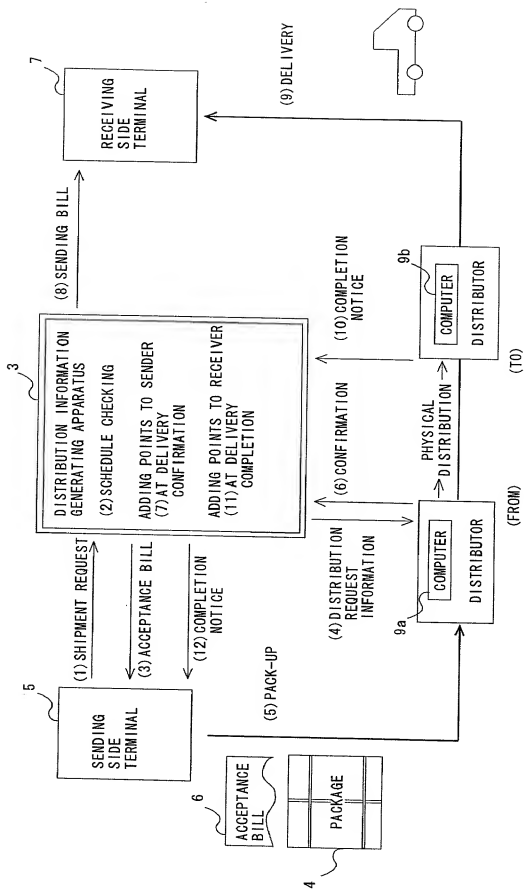 3
DISTRIBUTION INFORMATION
GENERATING APPARATUS
(2)SCHEDULE CHECKING
ADDING POINTS TO SENDER
(7)AT DELIVERY
CONFIRMATION
ADDING POINTS TO RECEIVER
(11)AT DELIVERY
COMPLETION
5
SENDING
SIDE
TERMINAL
(1)SHIPMENT REQUEST
(3)ACCEPTANCE BILL
(12)COMPLETION
NOTICE
(8)SENDING BILL
7
RECEIVING
SIDE
TERMINAL
6
ACCEPTANCE
BILL
PACKAGE
4
(5)PACK-UP
(4)DISTRIBUTION
REQUEST
INFORMATION
(6)CONFIRMATION
(10)COMPLETION
NOTICE
(9)DELIVERY
9a
COMPUTER
DISTRIBUTOR
(FROM)
PHYSICAL
DISTRIBUTION
9b
COMPUTER
DISTRIBUTOR
(TO)